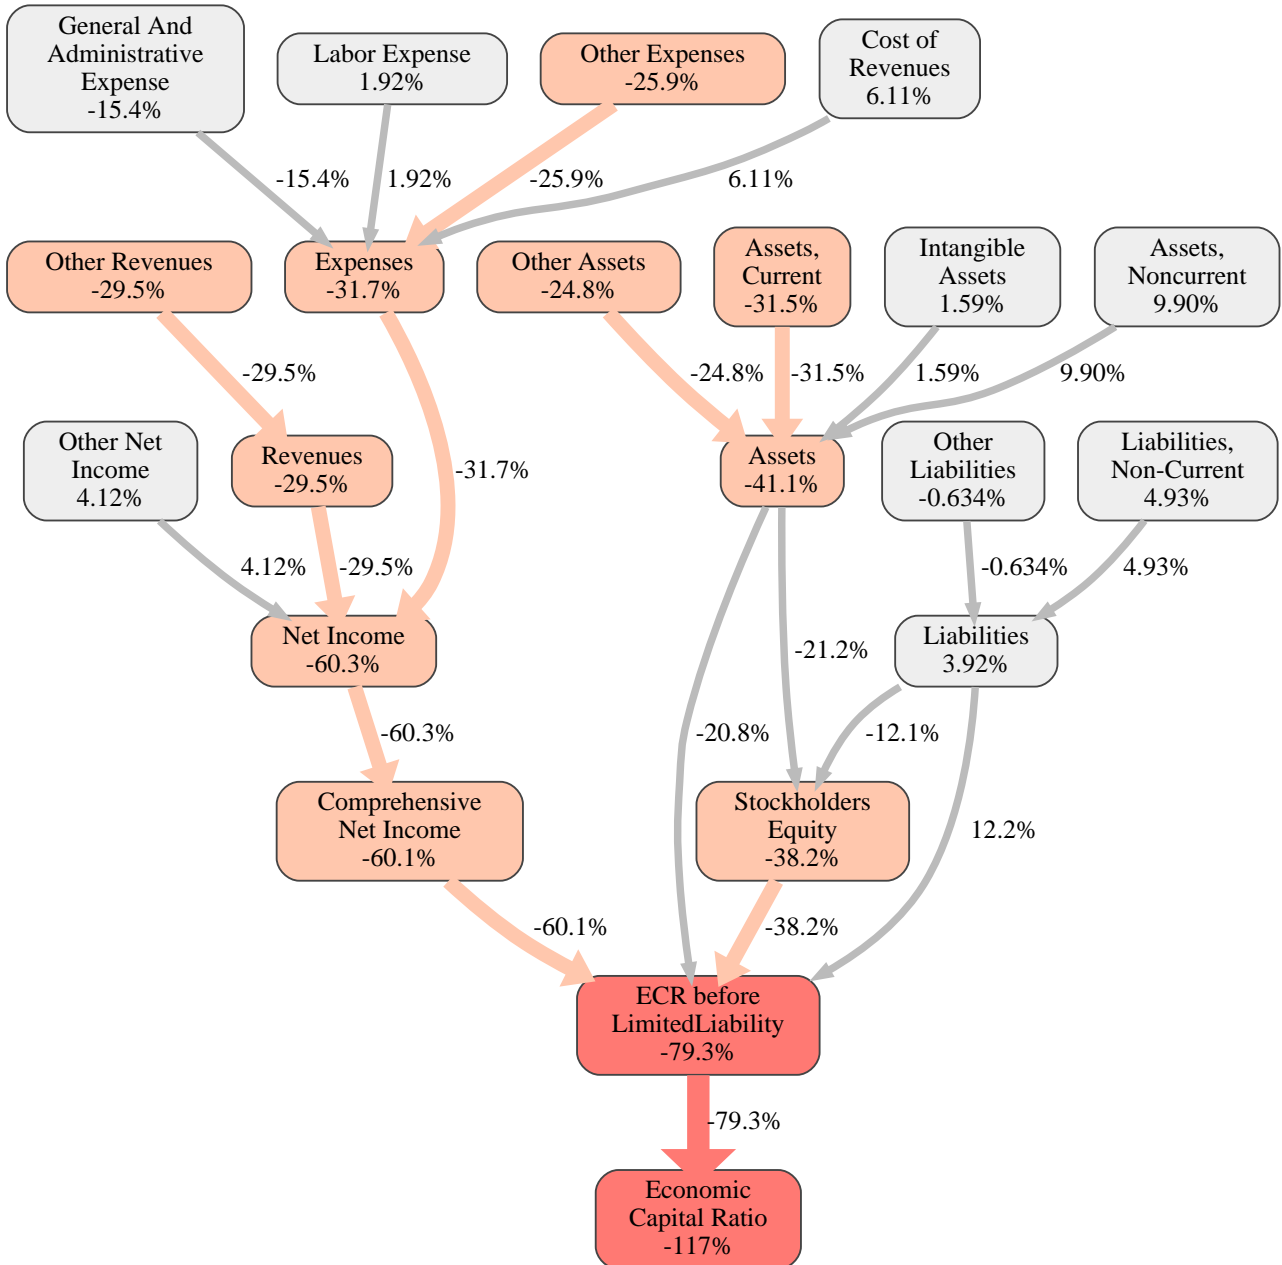 General And
Administrative
Expense
-15.4%
Labor Expense
1.92%
Other Expenses
-25.9%
Cost of
Revenues
6.11%
-15.4%
1.92%
-25.9%
6.11%
Other Revenues
-29.5%
Expenses
-31.7%
Other Assets
-24.8%
Assets,
Current
-31.5%
Intangible
Assets
1.59%
Assets,
Noncurrent
9.90%
-29.5%
-24.8%
-31.5%
1.59%
9.90%
Other Net
Income
4.12%
Revenues
-29.5%
-31.7%
Assets
-41.1%
Other
Liabilities
-0.634%
Liabilities,
Non-Current
4.93%
4.12%
-29.5%
-0.634%
4.93%
Net Income
-60.3%
-21.2%
Liabilities
3.92%
-60.3%
-20.8%
-12.1%
Comprehensive
Net Income
-60.1%
Stockholders
Equity
-38.2%
12.2%
-60.1%
-38.2%
ECR before
LimitedLiability
-79.3%
-79.3%
Economic
Capital Ratio
-117%